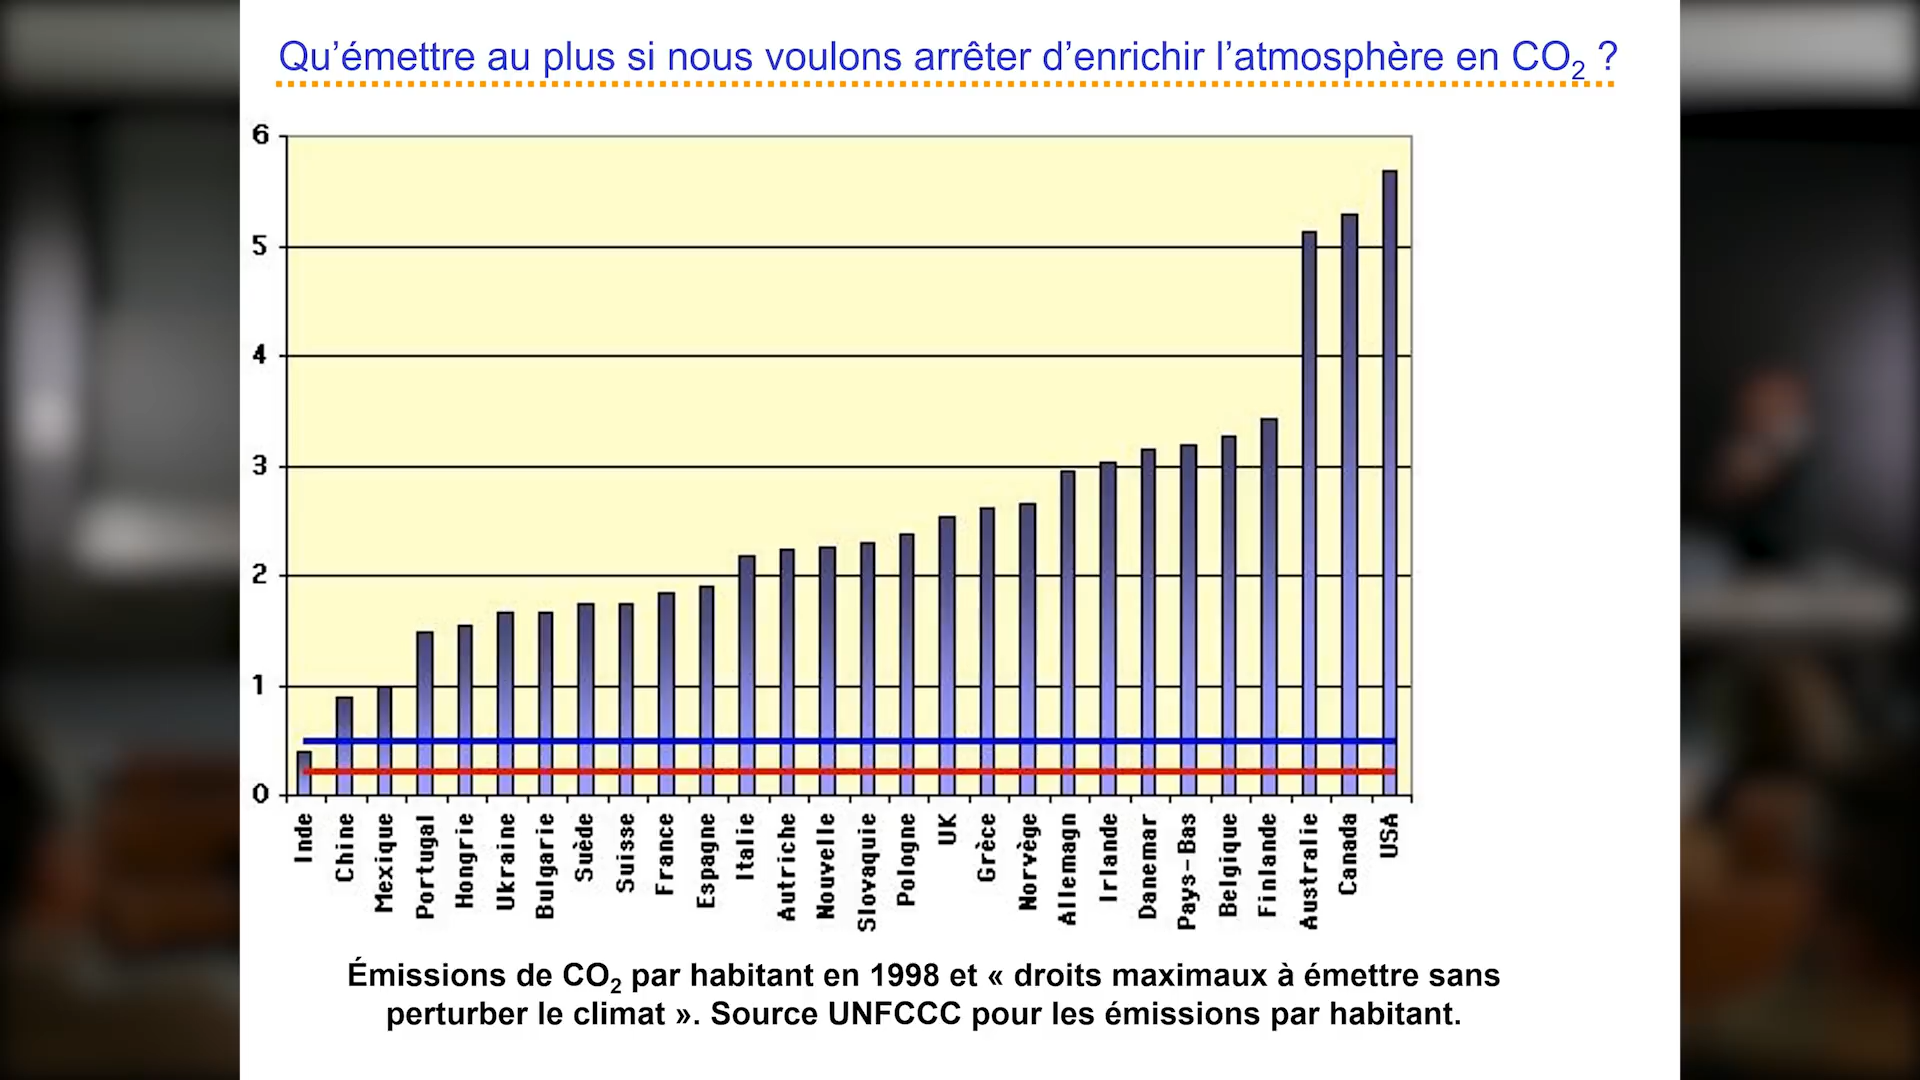 Qu’émettre au plus si nous voulons arrêter d’enrichir l’atmosphère en CO₂ ?
6
5
4
3
2
1
0
Inde
Chine
Mexique
Portugal
Hongrie
Ukraine
Bulgarie
Suède
Suisse
France
Espagne
Italie
Autriche
Nouvelle
Slovaquie
Pologne
UK
Grèce
Norvège
Allemagn
Irlande
Danemar
Pays-Bas
Belgique
Finlande
Australie
Canada
USA
Émissions de CO₂ par habitant en 1998 et « droits maximaux à émettre sans
perturber le climat ». Source UNFCCC pour les émissions par habitant.